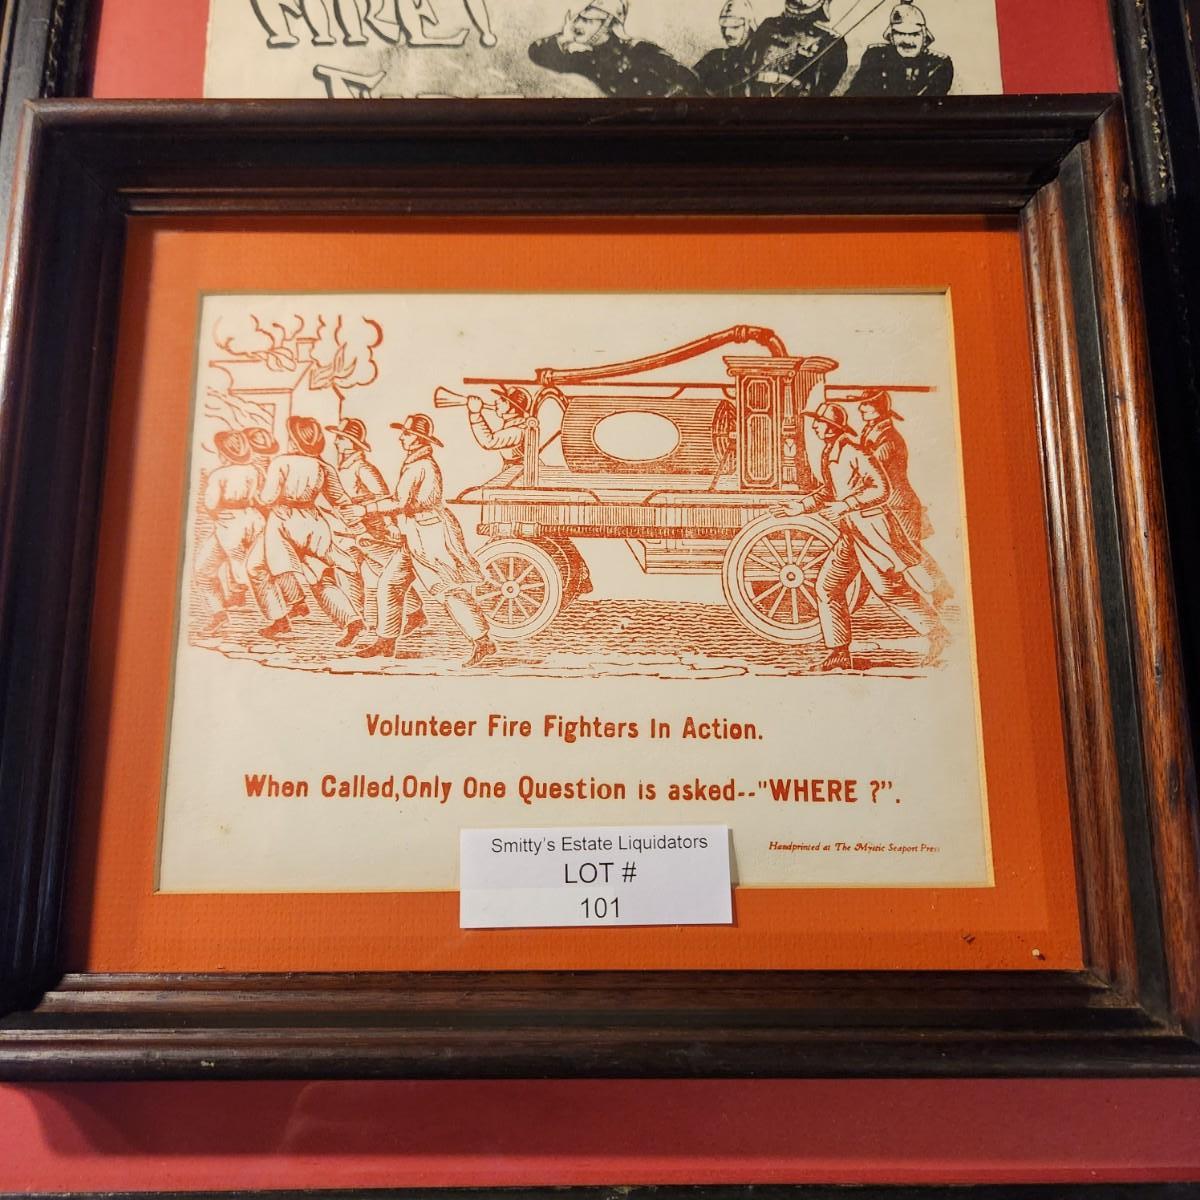 FIRE!
Volunteer Fire Fighters In Action.
When Called,Only One Question is asked--"WHERE ?".
Handprinted at The Mystic Seaport Press
Smitty's Estate Liquidators
LOT #
101